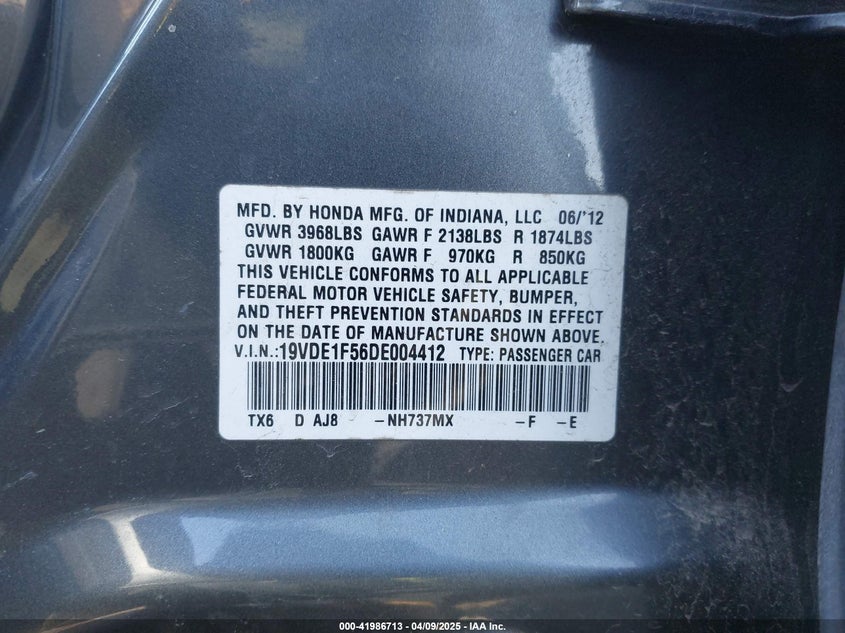 MFD. BY HONDA MFG. OF INDIANA, LLC 06/'12
GVWR 3968LBS GAWR F 2138LBS R 1874LBS
GVWR 1800KG GAWR F 970KG R 850KG
THIS VEHICLE CONFORMS TO ALL APPLICABLE
FEDERAL MOTOR VEHICLE SAFETY, BUMPER,
AND THEFT PREVENTION STANDARDS IN EFFECT
ON THE DATE OF MANUFACTURE SHOWN ABOVE.
V.I.N.:19VDE1F56DE004412 TYPE: PASSENGER CAR
TX6 D AJ8 -NH737MX -F -E
000-41986713 - 04/09/2025 - IAA Inc.